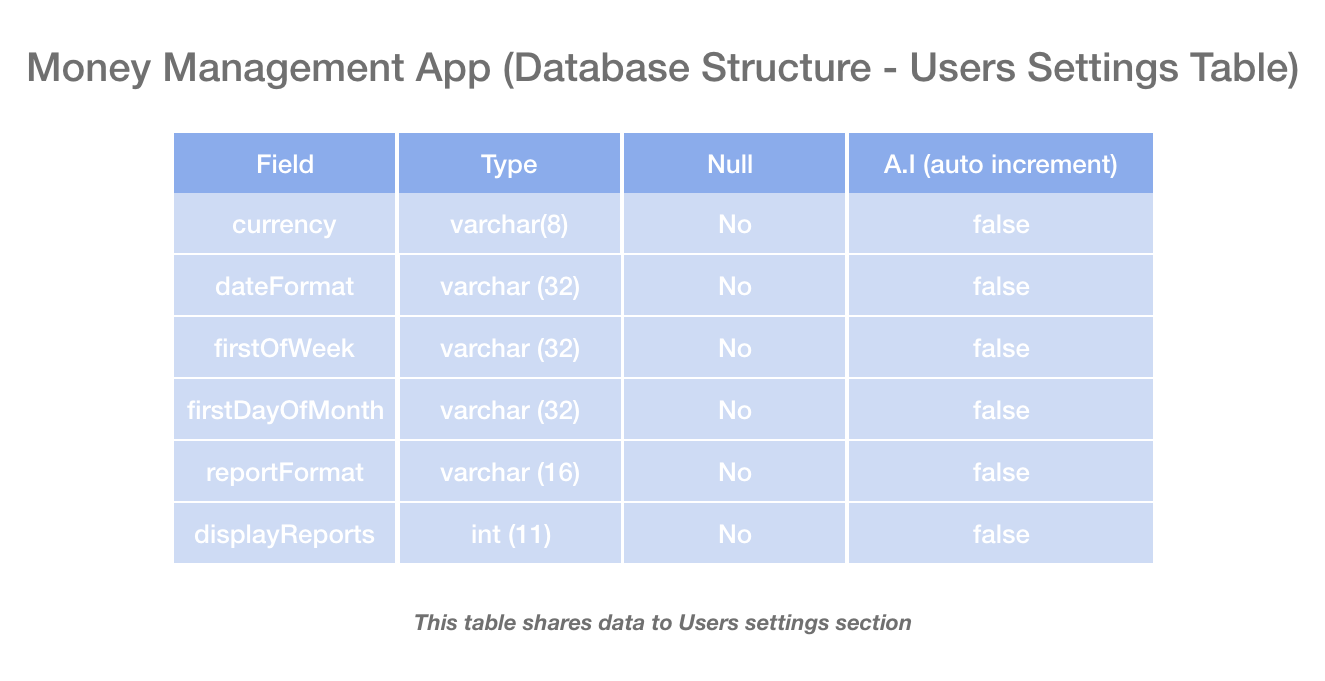 Money Management App (Database Structure - Users Settings Table)
Field Type Null A.I (auto increment)
currency varchar(8) No false
dateFormat varchar (32) No false
firstOfWeek varchar (32) No false
firstDayOfMonth varchar (32) No false
reportFormat varchar (16) No false
displayReports int (11) No false
This table shares data to Users settings section